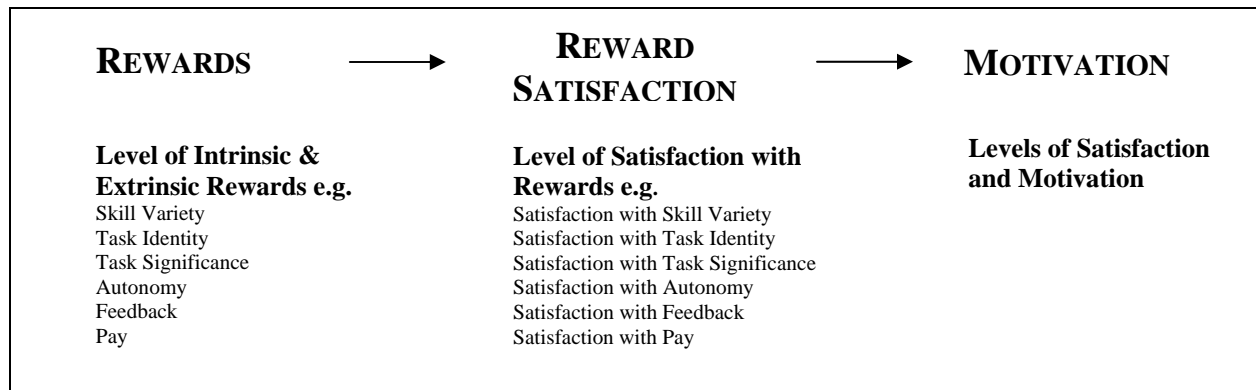 REWARDS
REWARD
SATISFACTION
MOTIVATION
Level of Intrinsic &
Extrinsic Rewards e.g.
Skill Variety
Task Identity
Task Significance
Autonomy
Feedback
Pay
Level of Satisfaction with
Rewards e.g.
Satisfaction with Skill Variety
Satisfaction with Task Identity
Satisfaction with Task Significance
Satisfaction with Autonomy
Satisfaction with Feedback
Satisfaction with Pay
Levels of Satisfaction
and Motivation